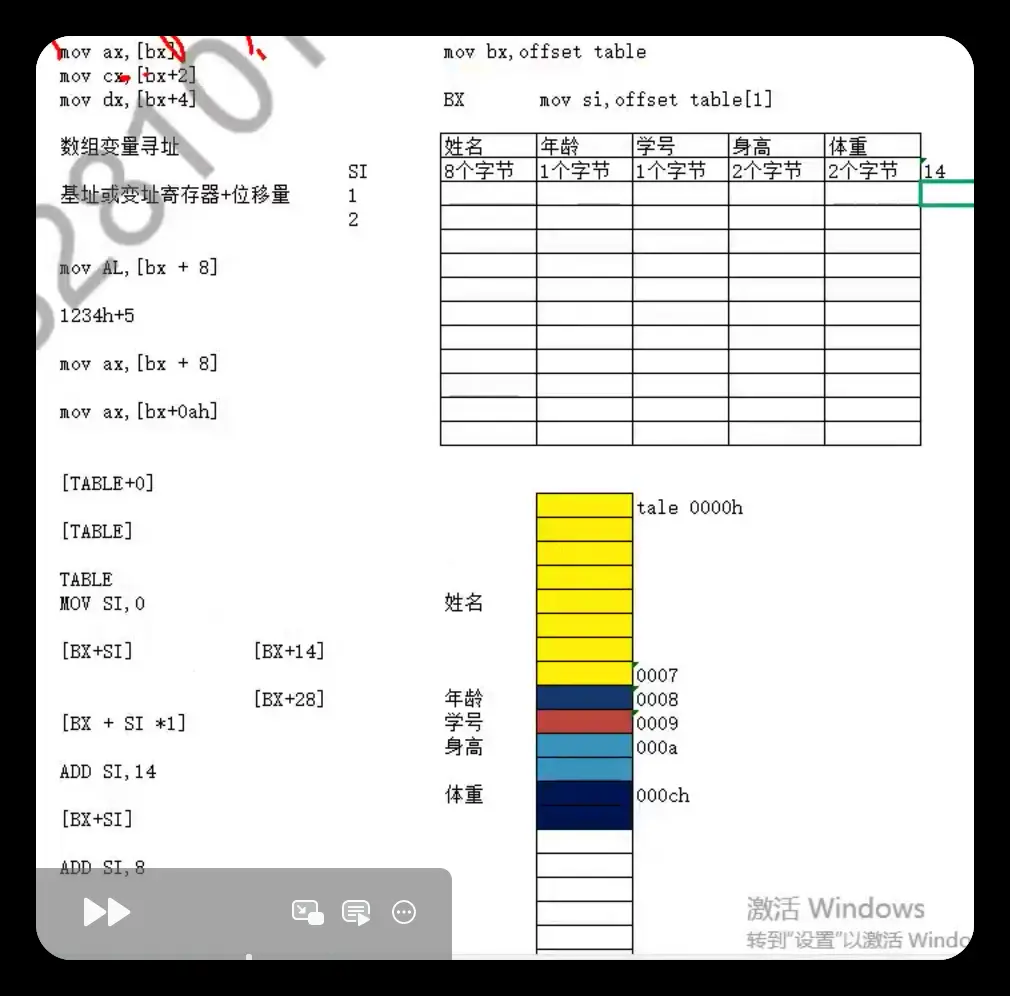 mov ax,[bx]
mov cx,[bx+2]
mov dx,[bx+4]
数组变量寻址
SI
基址或变址寄存器+位移量
1
2
mov AL,[bx + 8]
1234h+5
mov ax,[bx + 8]
mov ax,[bx+0ah]
[TABLE+0]
[TABLE]
TABLE
MOV SI,0
[BX+SI] [BX+14]
[BX+28]
[BX + SI *1]
ADD SI,14
[BX+SI]
ADD SI,8
mov bx,offset table
BX mov si,offset table[1]
姓名 年龄 学号 身高 体重
8个字节 1个字节 1个字节 2个字节 2个字节 14
tale 0000h
姓名
0007
年龄 0008
学号 0009
身高 000a
体重 000ch
激活 Windows
转到"设置"以激活 Windo